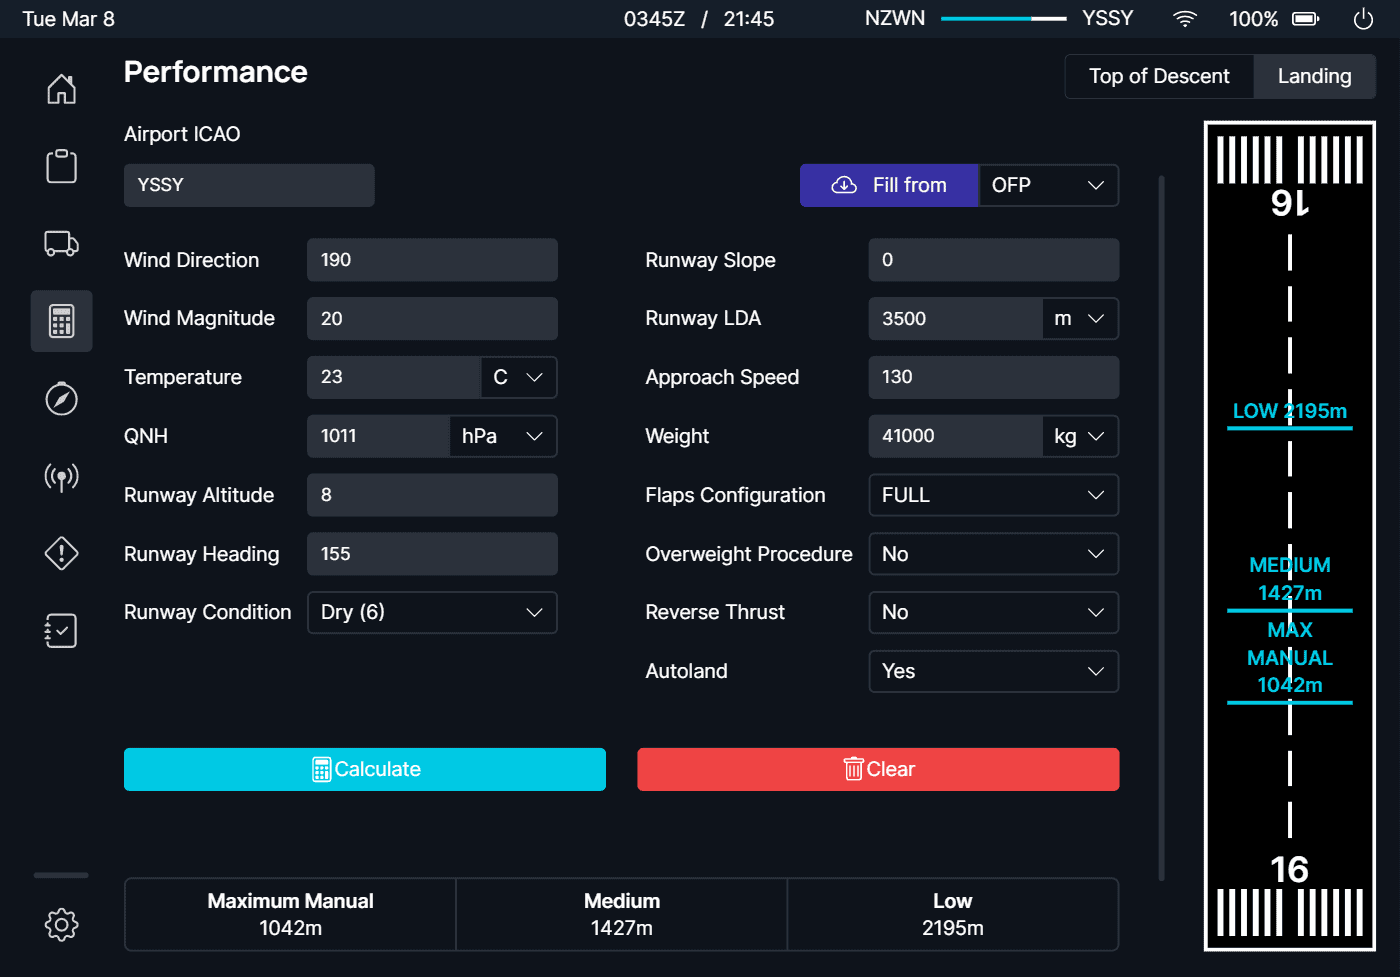 Tue Mar 8
0345Z / 21:45
NZWN YSSY 100%
Performance
Top of Descent Landing
Airport ICAO
YSSY
Fill from OFP
Wind Direction 190
Runway Slope 0
Wind Magnitude 20
Runway LDA 3500 m
Temperature 23 C
Approach Speed 130
QNH 1011 hPa
Weight 41000 kg
Runway Altitude 8
Flaps Configuration FULL
Runway Heading 155
Overweight Procedure No
Runway Condition Dry (6)
Reverse Thrust No
Autoland Yes
Calculate
Clear
Maximum Manual
1042m
Medium
1427m
Low
2195m
16
LOW 2195m
MEDIUM
1427m
MAX
MANUAL
1042m
16